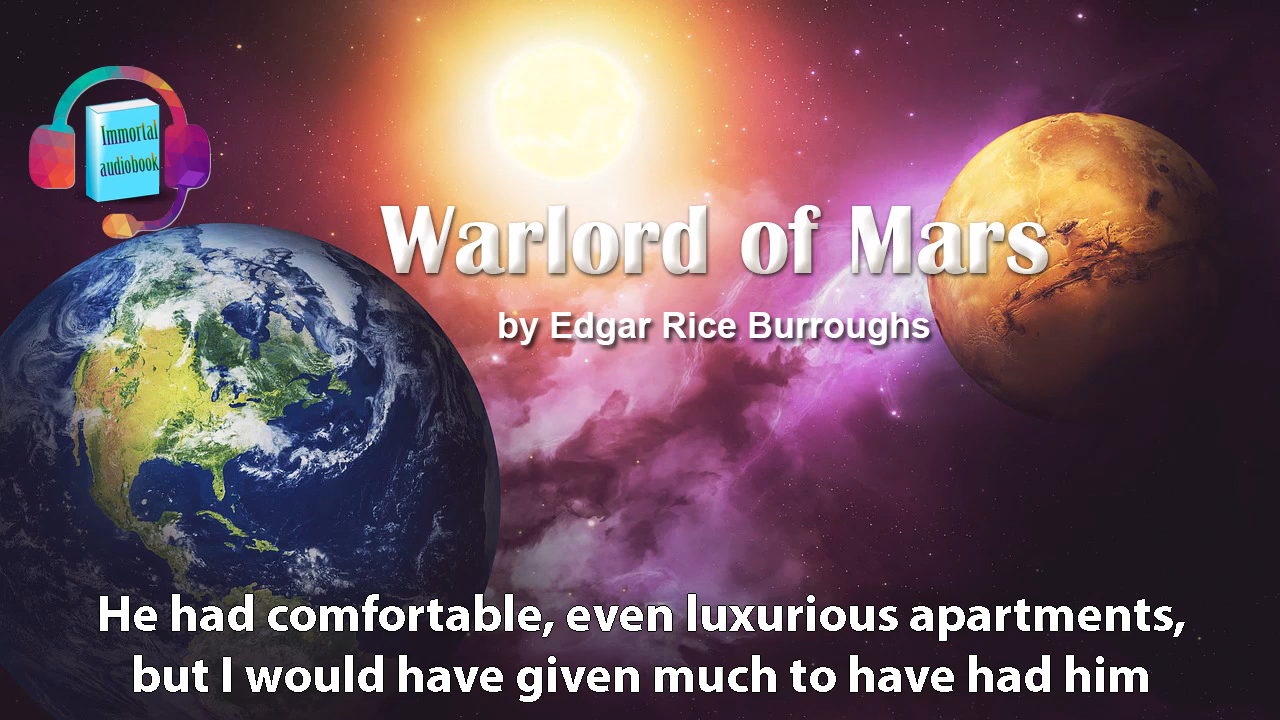 Immortal
audiobook
Warlord of Mars
by Edgar Rice Burroughs
He had comfortable, even luxurious apartments,
but I would have given much to have had him